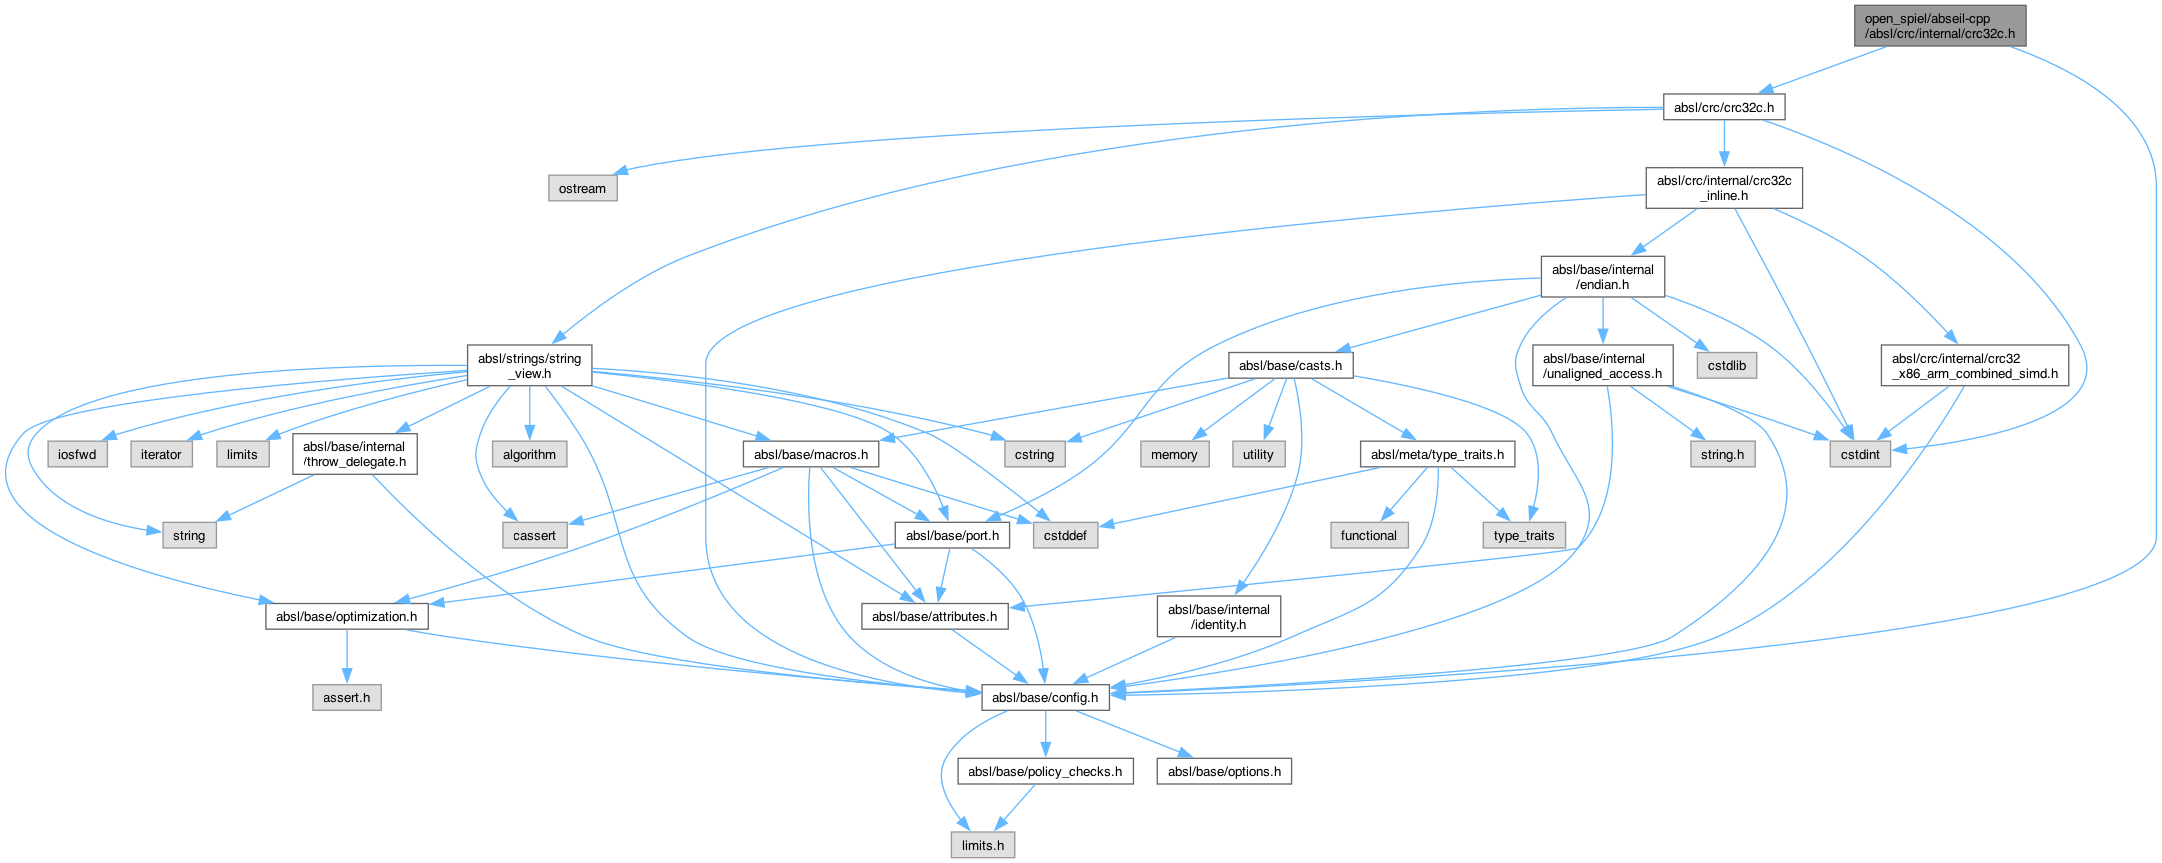 open_spiel/abseil-cpp
/absl/crc/internal/crc32c.h
absl/crc/crc32c.h
ostream
absl/crc/internal/crc32c
_inline.h
absl/base/internal
/endian.h
absl/strings/string
_view.h
absl/base/casts.h
absl/base/internal
/unaligned_access.h
cstdlib
absl/crc/internal/crc32
_x86_arm_combined_simd.h
iosfwd
iterator
limits
absl/base/internal
/throw_delegate.h
algorithm
absl/base/macros.h
cstring
memory
utility
absl/meta/type_traits.h
string.h
cstdint
string
cassert
absl/base/port.h
cstddef
functional
type_traits
absl/base/optimization.h
absl/base/attributes.h
absl/base/internal
/identity.h
assert.h
absl/base/config.h
absl/base/policy_checks.h
absl/base/options.h
limits.h